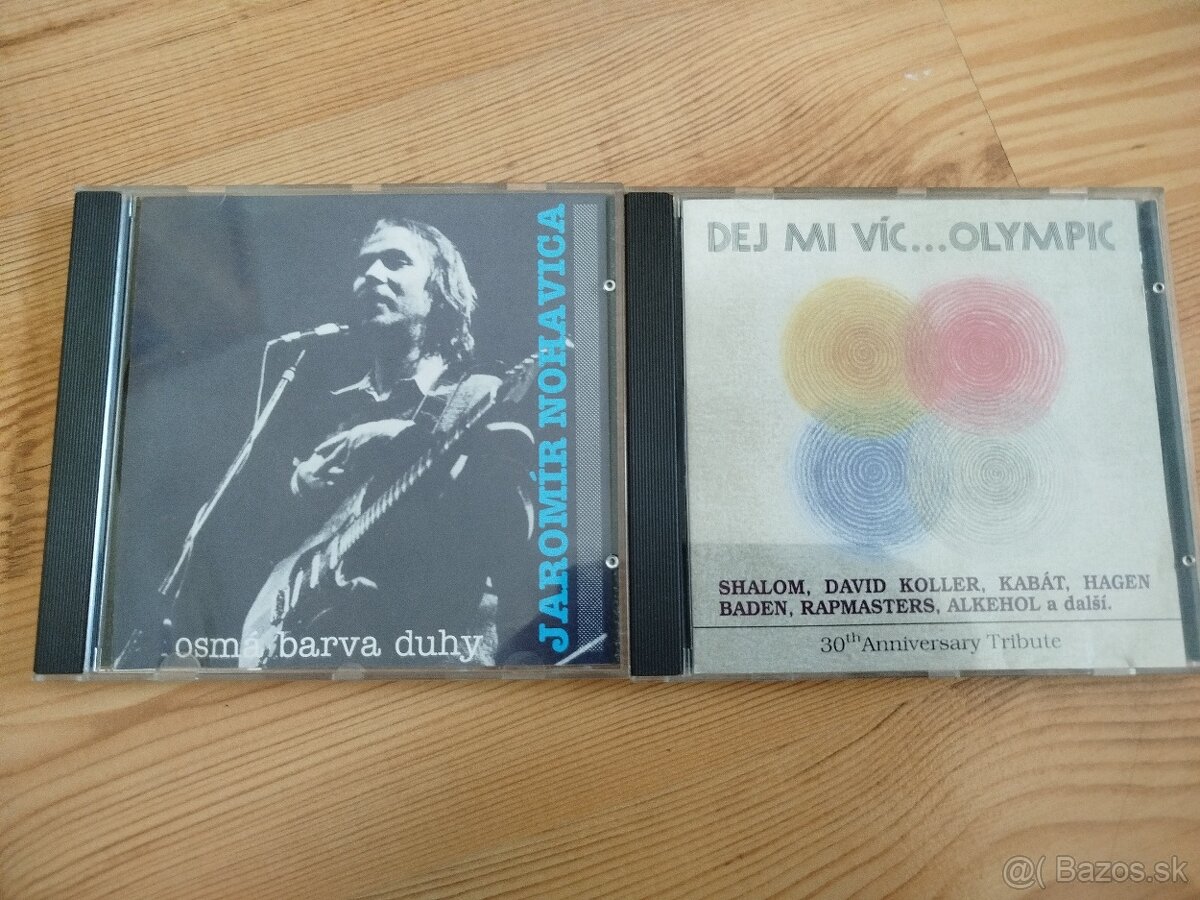 JAROMÍR NOHAVICA
osmá barva duhy
DEJ MI VÍC...OLYMPIC
SHALOM, DAVID KOLLER, KABÁT, HAGEN
BADEN, RAPMASTERS, ALKEHOL a další.
30th Anniversary Tribute
@( Bazos.sk